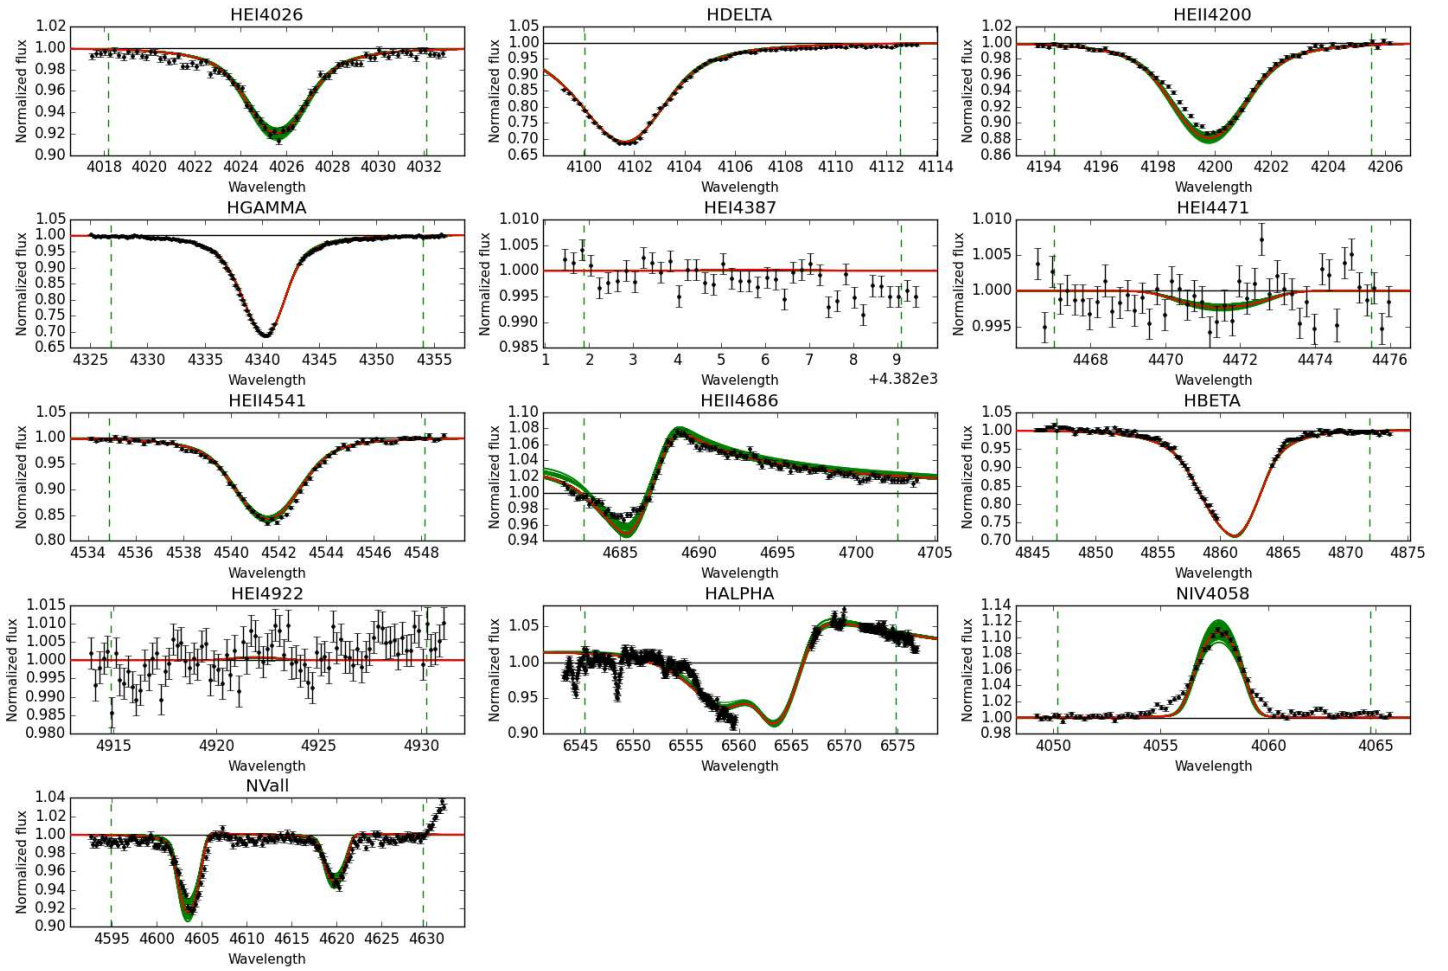 HEI4026
Normalized flux
1.02
1.00
0.98
0.96
0.94
0.92
0.90
4018 4020 4022 4024 4026 4028 4030 4032
Wavelength
HDELTA
Normalized flux
1.05
1.00
0.95
0.90
0.85
0.80
0.75
0.70
0.65
4100 4102 4104 4106 4108 4110 4112 4114
Wavelength
HEII4200
Normalized flux
1.02
1.00
0.98
0.96
0.94
0.92
0.90
0.88
0.86
4194 4196 4198 4200 4202 4204 4206
Wavelength
HGAMMA
Normalized flux
1.05
1.00
0.95
0.90
0.85
0.80
0.75
0.70
0.65
4325 4330 4335 4340 4345 4350 4355
Wavelength
HEI4387
Normalized flux
1.010
1.005
1.000
0.995
0.990
0.985
1 2 3 4 5 6 7 8 9
Wavelength
+4.382e3
HEI4471
Normalized flux
1.010
1.005
1.000
0.995
4468 4470 4472 4474 4476
Wavelength
HEII4541
Normalized flux
1.05
1.00
0.95
0.90
0.85
0.80
4534 4536 4538 4540 4542 4544 4546 4548
Wavelength
HEII4686
Normalized flux
1.10
1.08
1.06
1.04
1.02
1.00
0.98
0.96
0.94
4685 4690 4695 4700 4705
Wavelength
HBETA
Normalized flux
1.05
1.00
0.95
0.90
0.85
0.80
0.75
0.70
4845 4850 4855 4860 4865 4870 4875
Wavelength
HEI4922
Normalized flux
1.015
1.010
1.005
1.000
0.995
0.990
0.985
0.980
4915 4920 4925 4930
Wavelength
HALPHA
Normalized flux
1.05
1.00
0.95
0.90
6545 6550 6555 6560 6565 6570 6575
Wavelength
NIV4058
Normalized flux
1.14
1.12
1.10
1.08
1.06
1.04
1.02
1.00
0.98
4050 4055 4060 4065
Wavelength
NVall
Normalized flux
1.04
1.02
1.00
0.98
0.96
0.94
0.92
0.90
4595 4600 4605 4610 4615 4620 4625 4630
Wavelength